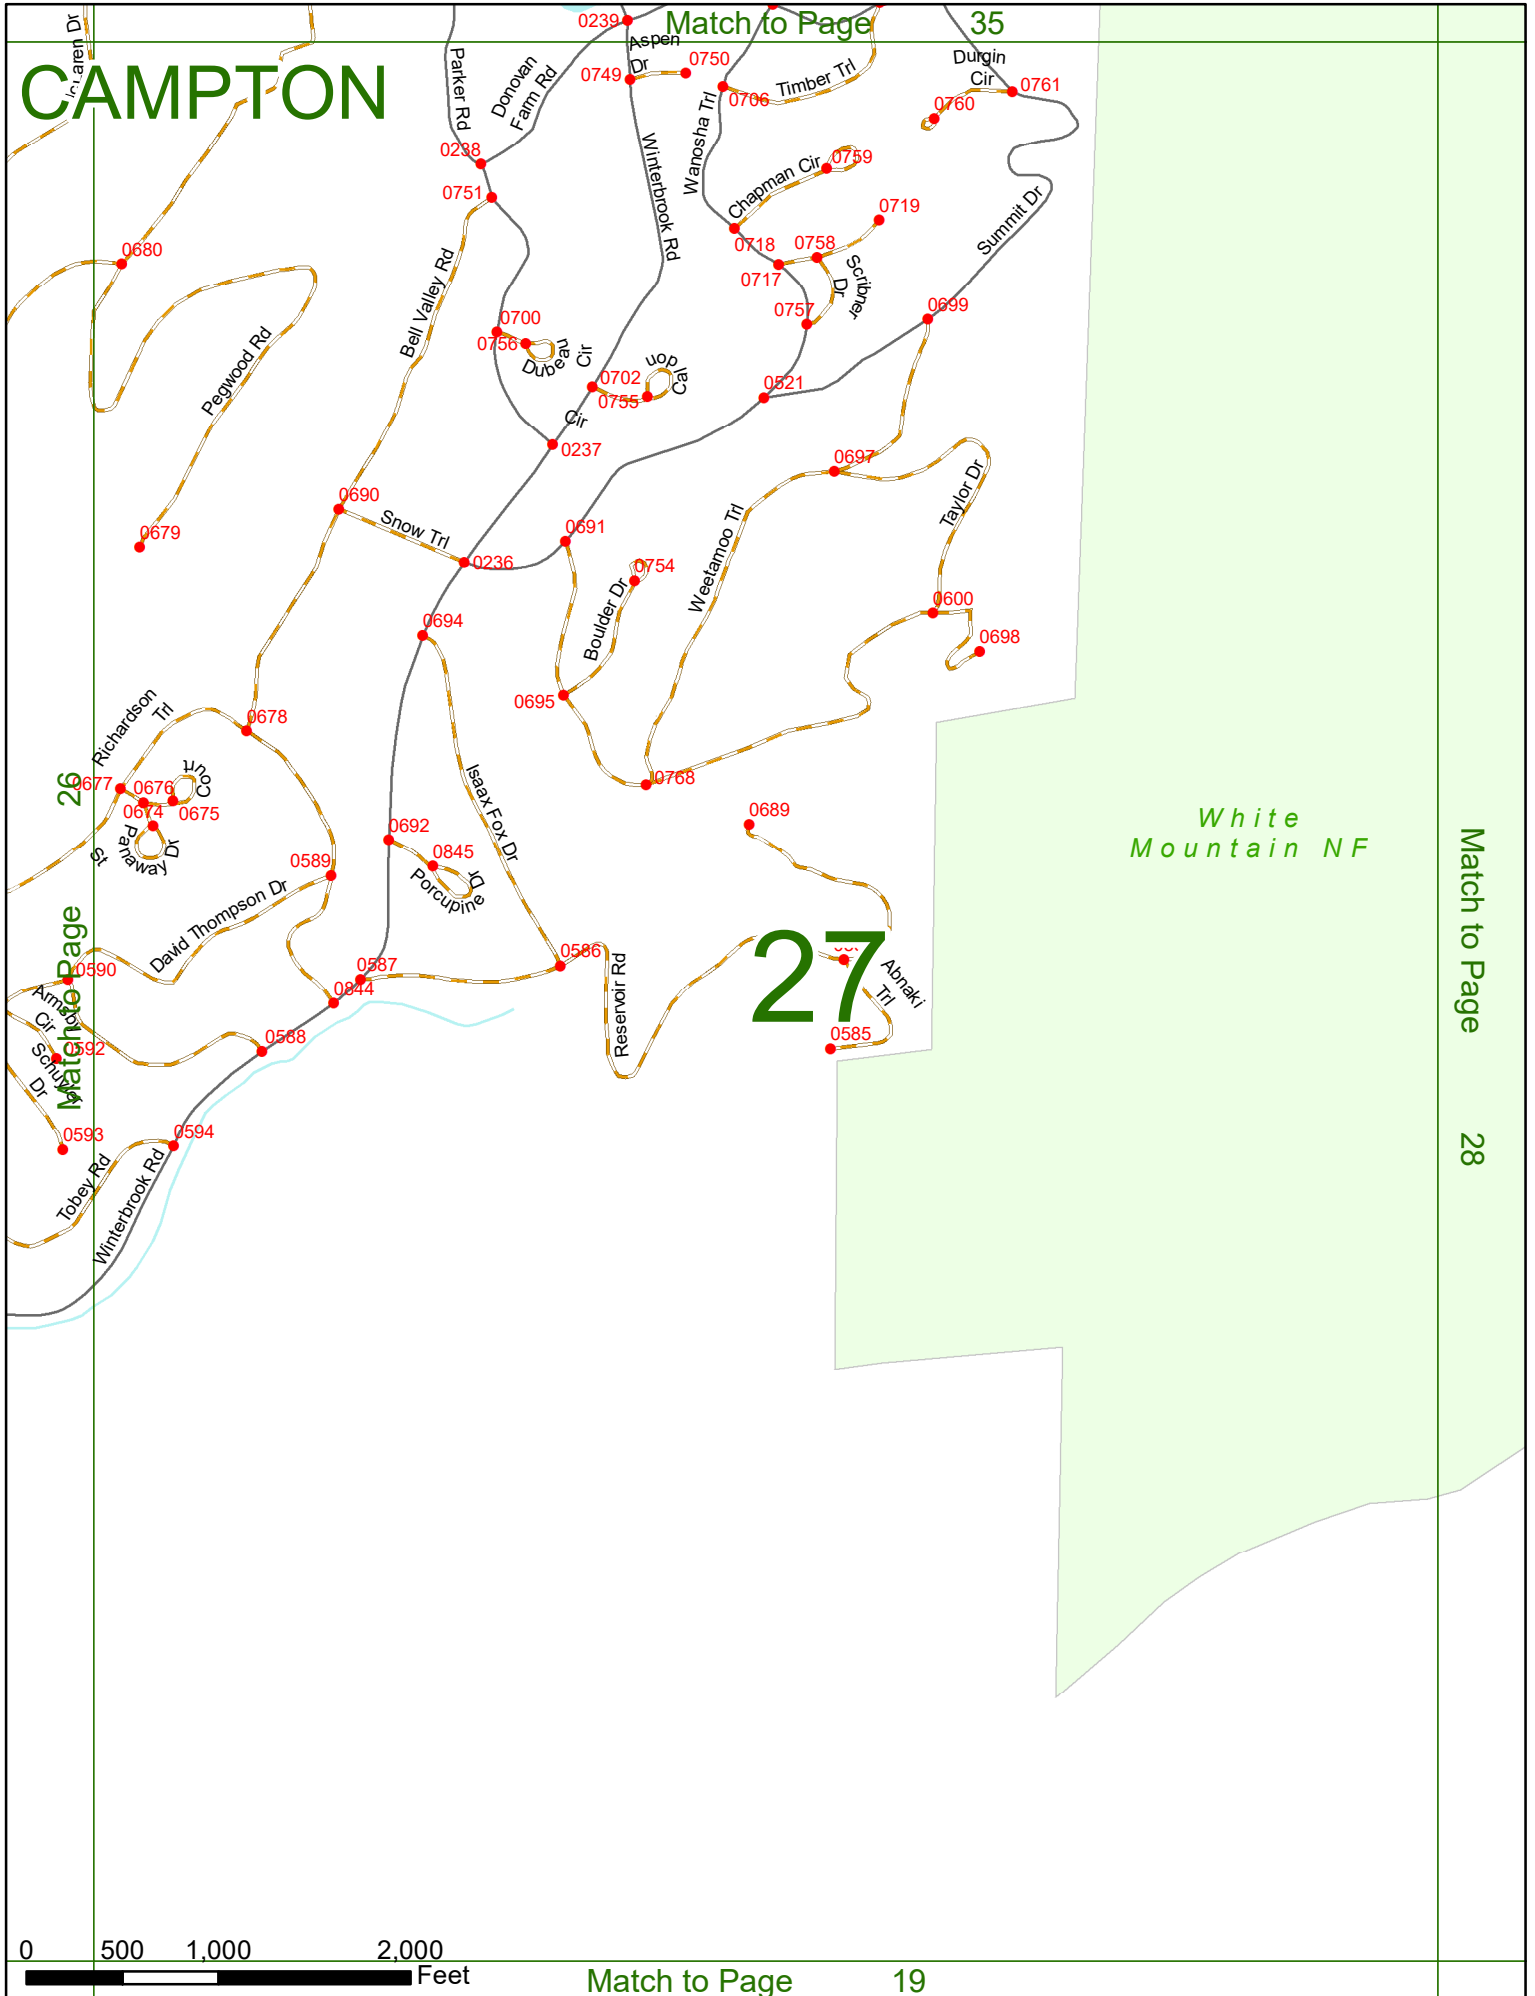 0239
Match to Page 35
CAMPTON
Parker Rd
Donovan
Farm Rd
Aspen
Dr
0749
0750
0706
Timber Trl
Durgin
Cir
0761
0760
0238
0751
Winterbrook Rd
Wanosha Trl
Chapman Cir
0759
0719
0718
0758
0717
Scribner
Dr
0757
Summit Dr
0699
0680
Bell Valley Rd
Pegwood Rd
0700
0756
Dubeau
Cir
0702
0755
Caldon
Cir
0521
0237
0697
Taylor Dr
0690
Snow Trl
0236
0691
0679
0754
Boulder Dr
Weetamoo Trl
0600
0698
0694
0695
0768
Richardson
Trl
0678
0677
0676
0675
0674
Court
Panaway Dr
St
26
Match to Page
Isaax Fox Dr
0692
0845
Porcupine
Dr
0689
White
Mountain NF
0589
David Thompson Dr
0590
0586
0587
0844
27
Abnaki
Trl
0585
Reservoir Rd
Armsby
Cir
0592
0588
Schuyler
Dr
0593
0594
Tobey Rd
Winterbrook Rd
Match to Page
28
0 500 1,000 2,000
Feet
Match to Page 19